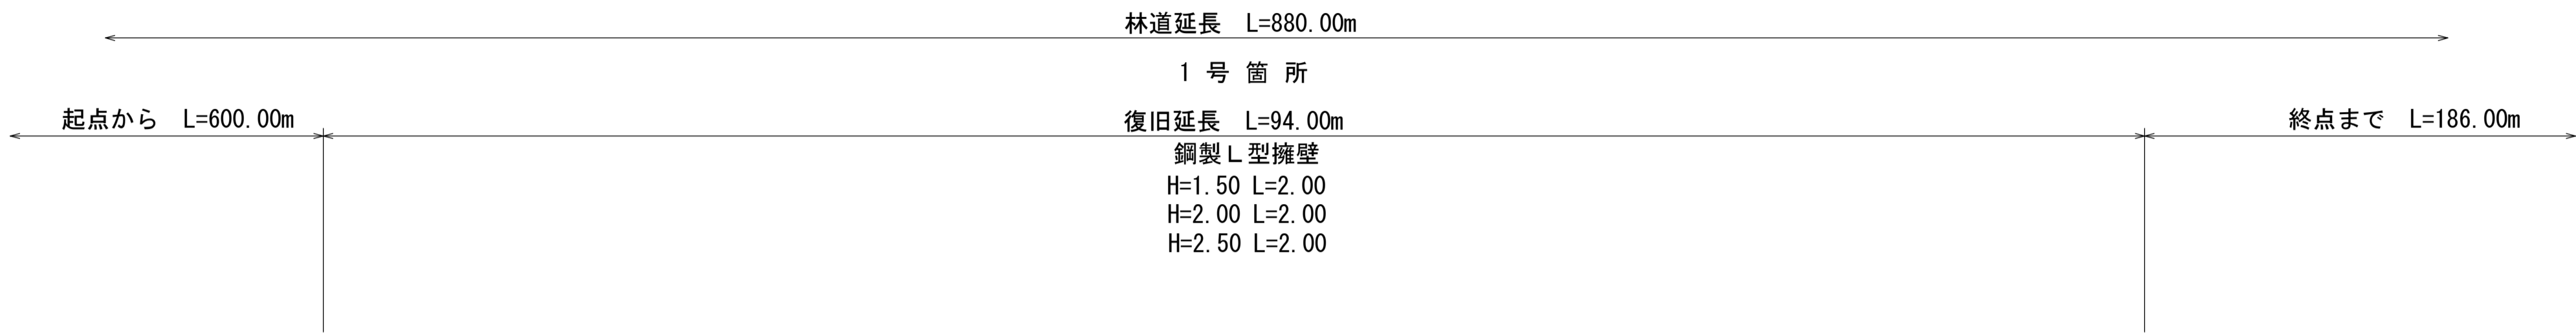 林道延長 L=880.00m
1 号 箇 所
起点から L=600.00m
復旧延長 L=94.00m
終点まで L=186.00m
鋼製L型擁壁
H=1.50 L=2.00
H=2.00 L=2.00
H=2.50 L=2.00